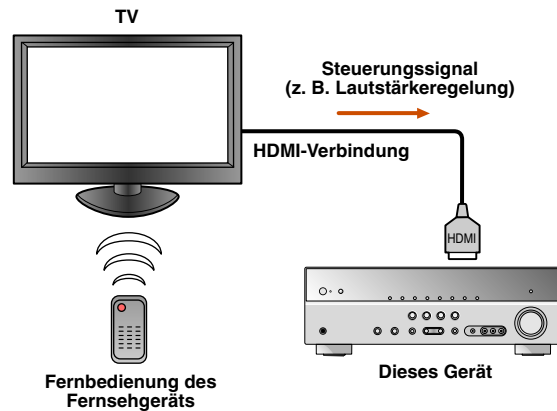 TV
Steuerungssignal
(z. B. Lautstärkeregelung)
HDMI-Verbindung
HDMI
Dieses Gerät
Fernbedienung des
Fernsehgeräts